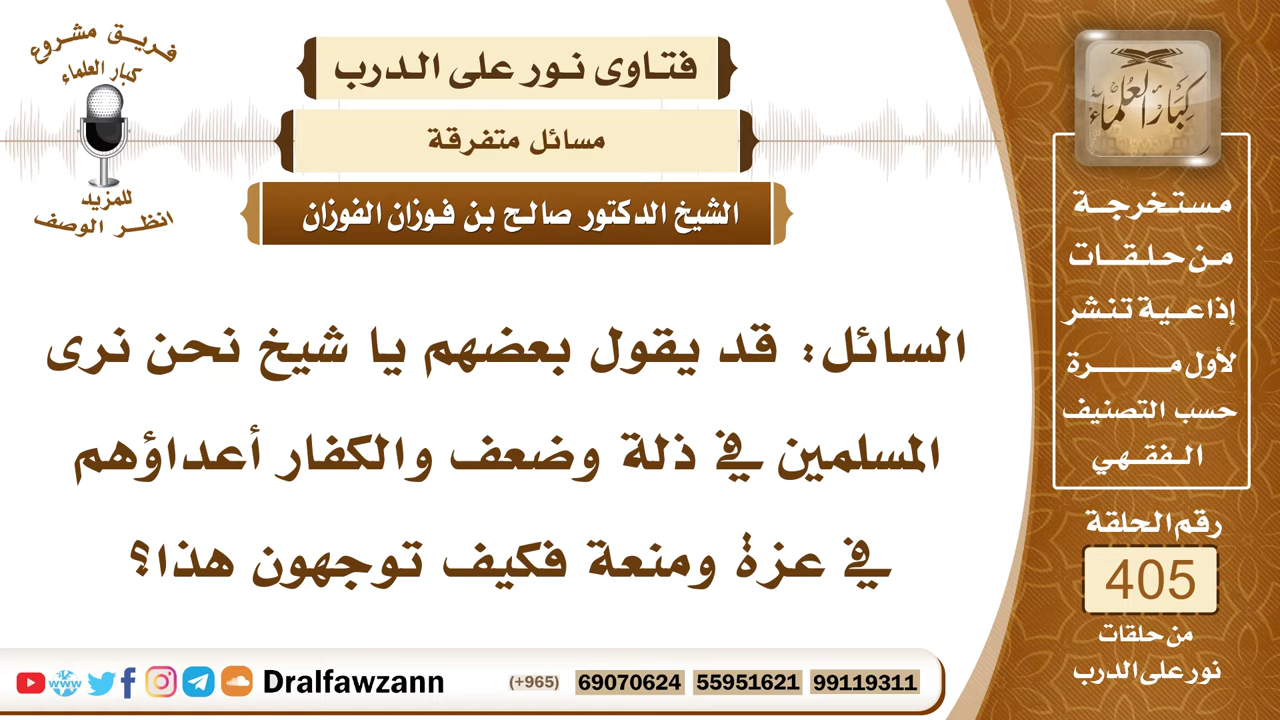 فريق مشروع
كبار العلماء
للمزيد
انظر الوصف
فتاوى نور على الدرب
مسائل متفرقة
الشيخ الدكتور صالح بن فوزان الفوزان
السائل: قد يقول بعضهم يا شيخ نحن نرى
المسلمين في ذلة وضعف والكفار أعداؤهم
في عزة ومنعة فكيف توجهون هذا؟
كبار العلماء
مستخرجة
من حلقات
إذاعية تنشر
لأول مرة
حسب التصنيف
الفقهي
رقم الحلقة
405
من حلقات
نور على الدرب
www Dralfawzann (+965) 69070624 55951621 99119311